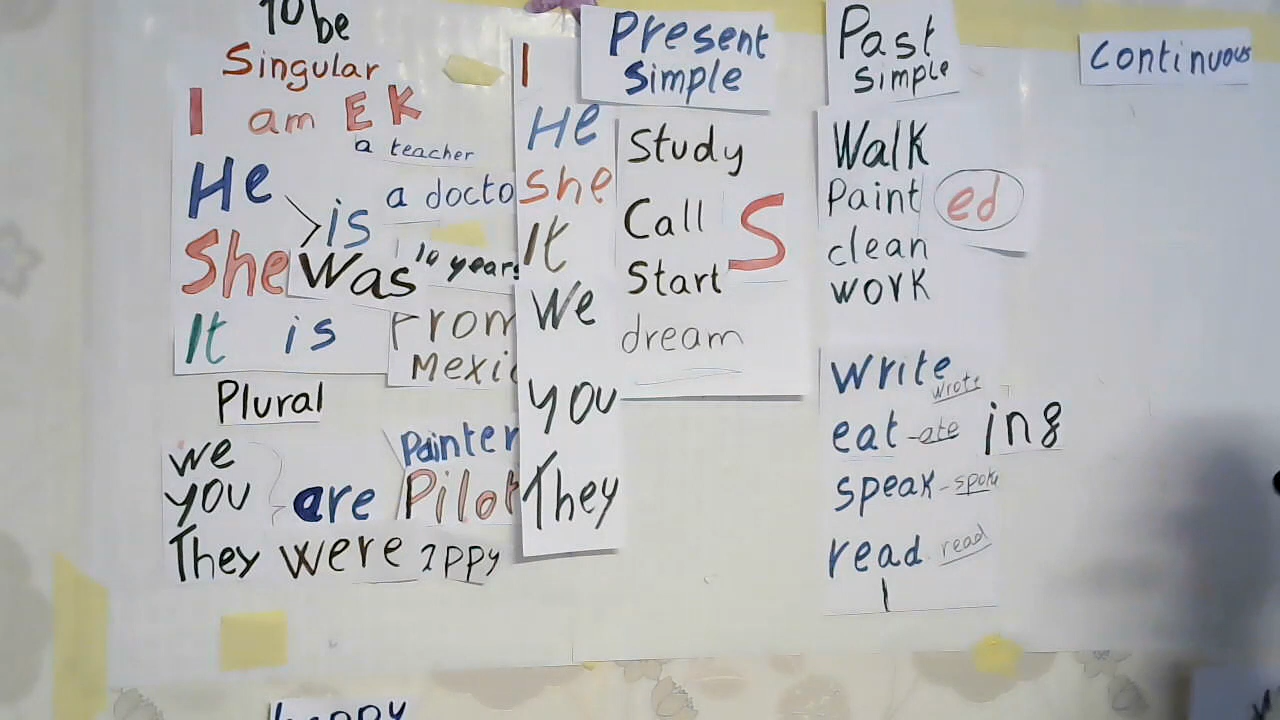 To be
Singular
I am EK
a teacher
He
a docto
is
She was
10 years
It is
From
Mexic
Plural
we
you
are
Painter
Pilot
They were
ppy
I
He
She
It
We
you
They
Present
Simple
Study
Call
Start
dream
S
Past
Simple
Walk
Paint
ed
clean
work
write
wrote
eat - ate
ing
speak - spoke
read read
Continuous
happy